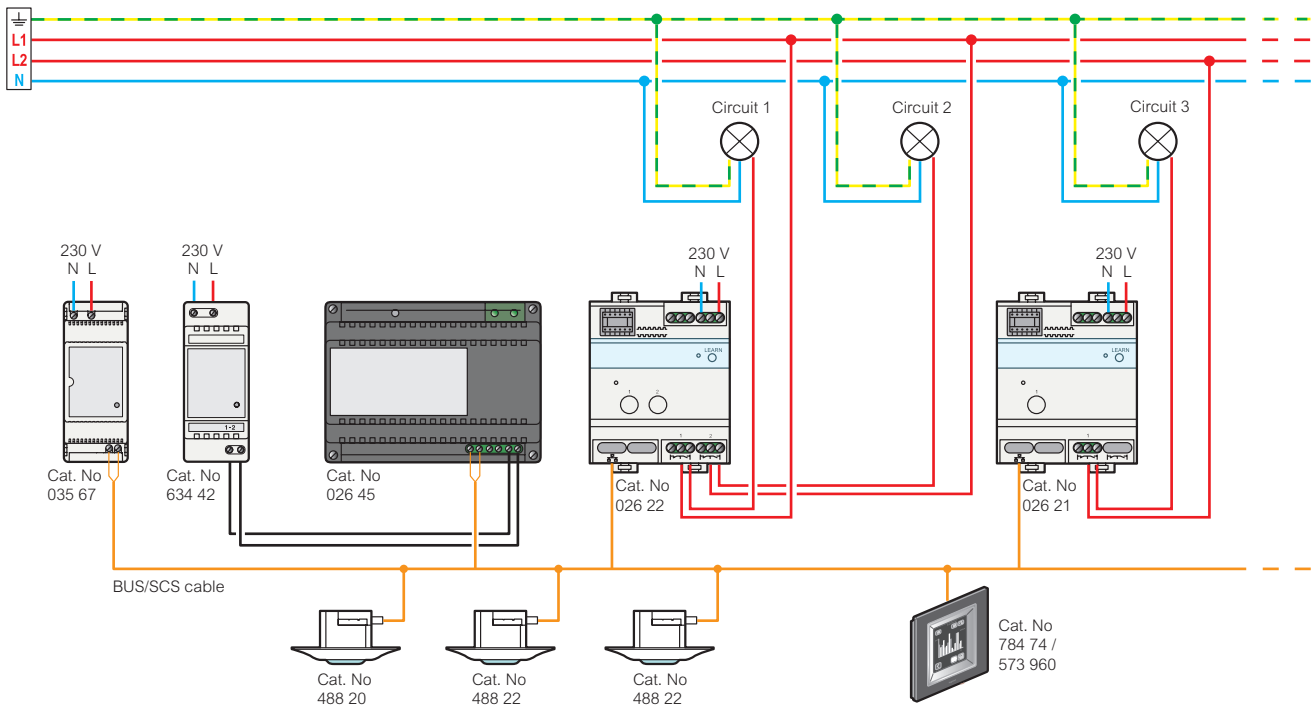 L1
L2
N
Circuit 1
Circuit 2
Circuit 3
230 V
N L
230 V
N L
230 V
N L
230 V
N L
LEARN
LEARN
1 2
1
1-2
1 2
1
Cat. No
035 67
Cat. No
634 42
Cat. No
026 45
Cat. No
026 22
Cat. No
026 21
BUS/SCS cable
Cat. No
488 20
Cat. No
488 22
Cat. No
488 22
Cat. No
784 74 /
573 960